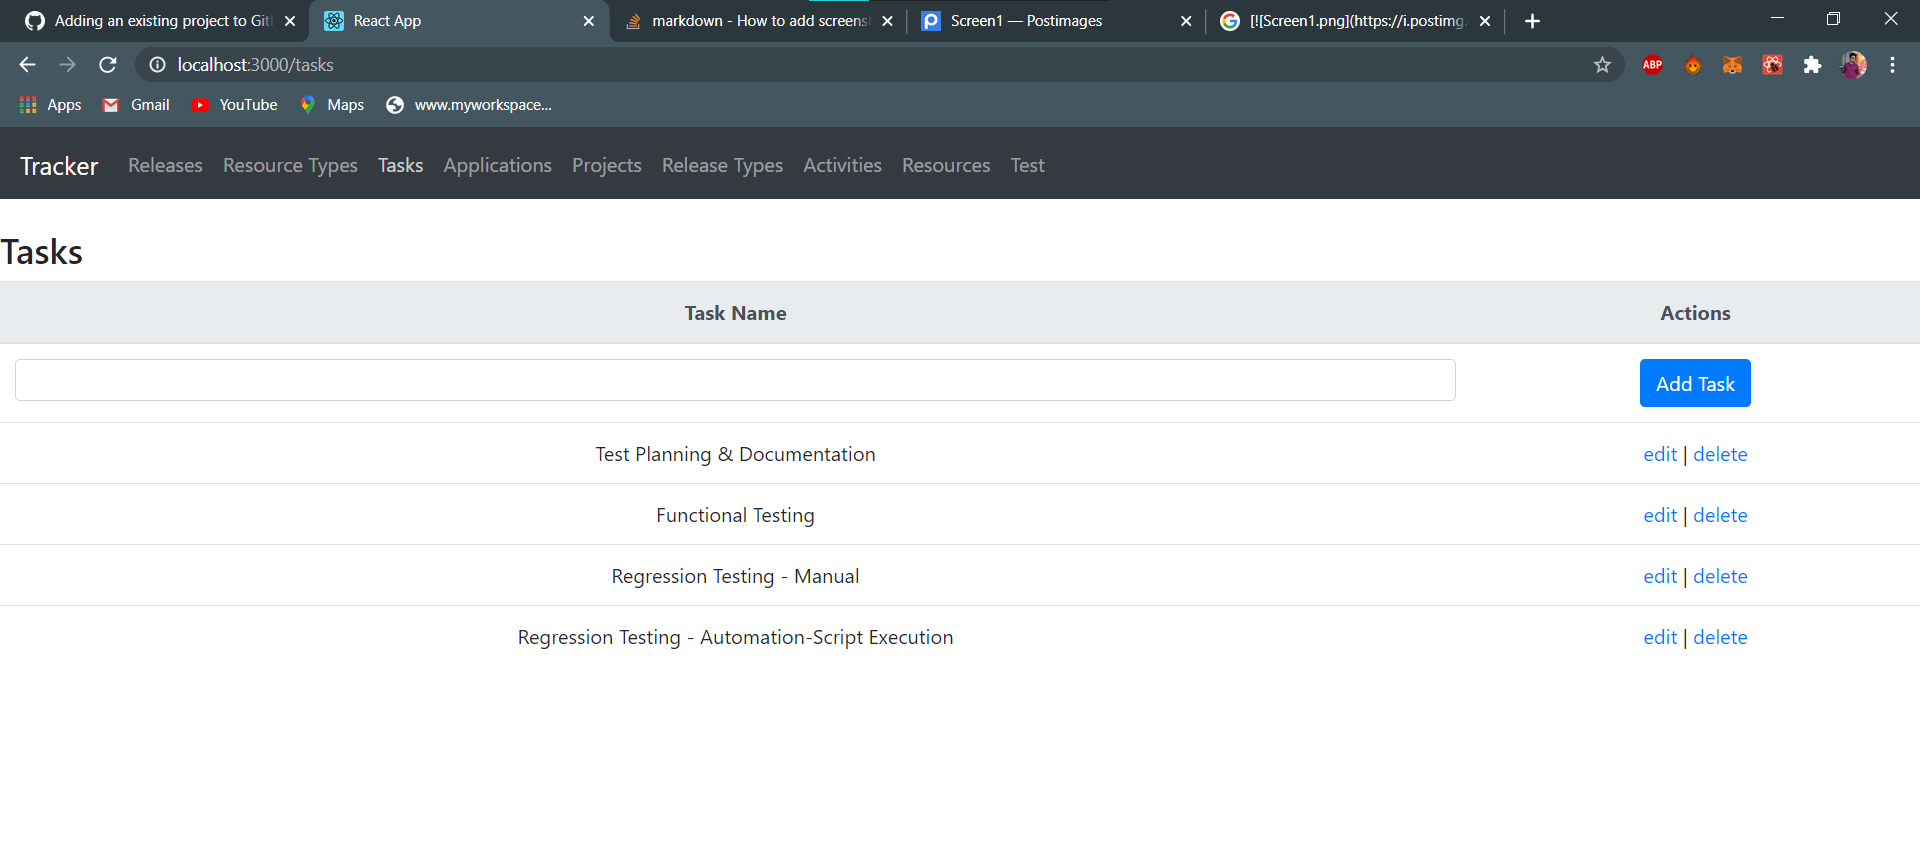 Adding an existing project to Git
React App
markdown - How to add screens
Screen1 — Postimages
[![Screen1.png](https://i.postimg.
localhost:3000/tasks
ABP
Apps
Gmail
YouTube
Maps
www.myworkspace...
Tracker
Releases
Resource Types
Tasks
Applications
Projects
Release Types
Activities
Resources
Test
Tasks
Task Name
Actions
Add Task
Test Planning & Documentation
edit | delete
Functional Testing
edit | delete
Regression Testing - Manual
edit | delete
Regression Testing - Automation-Script Execution
edit | delete